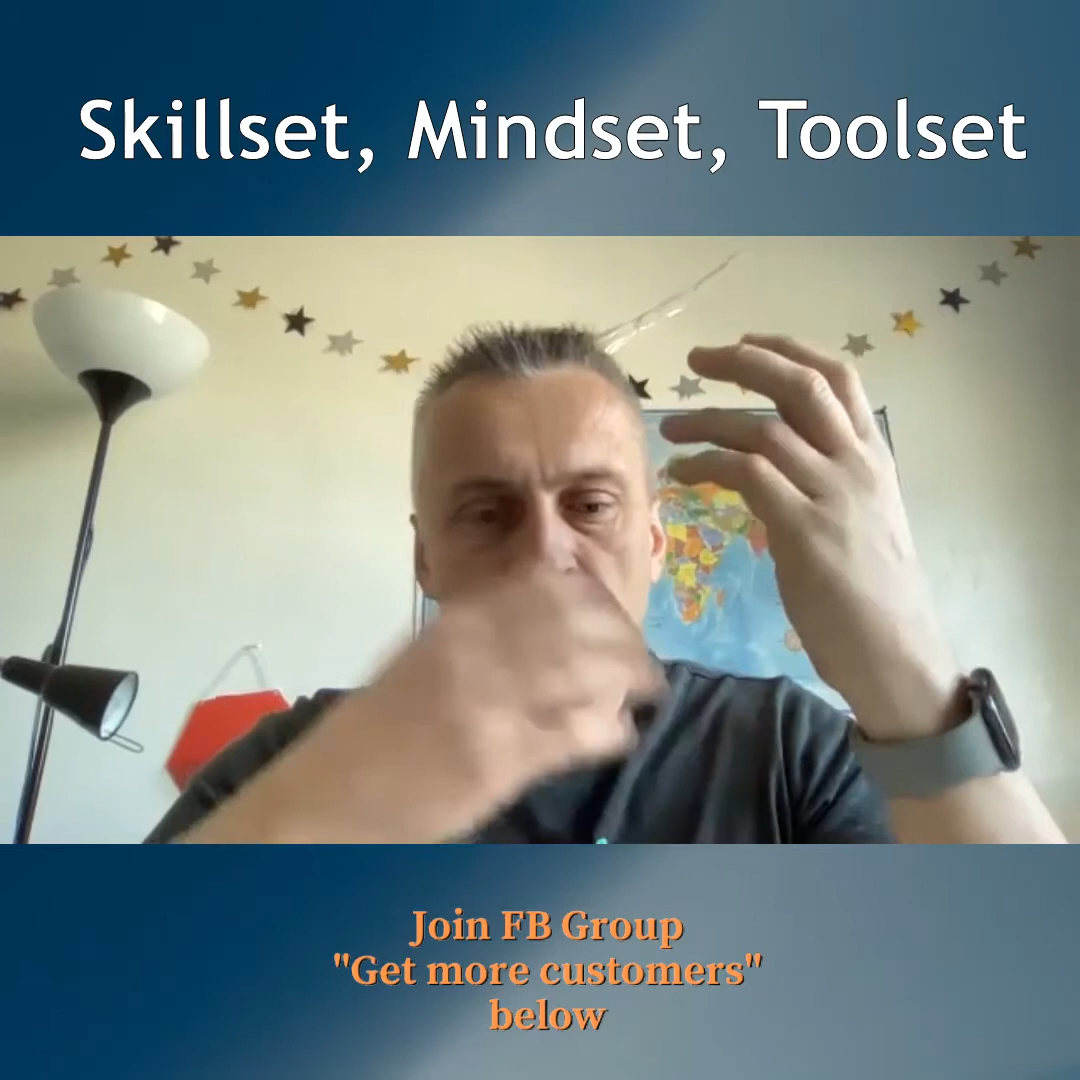 Skillset, Mindset, Toolset
Join FB Group
"Get more customers"
below